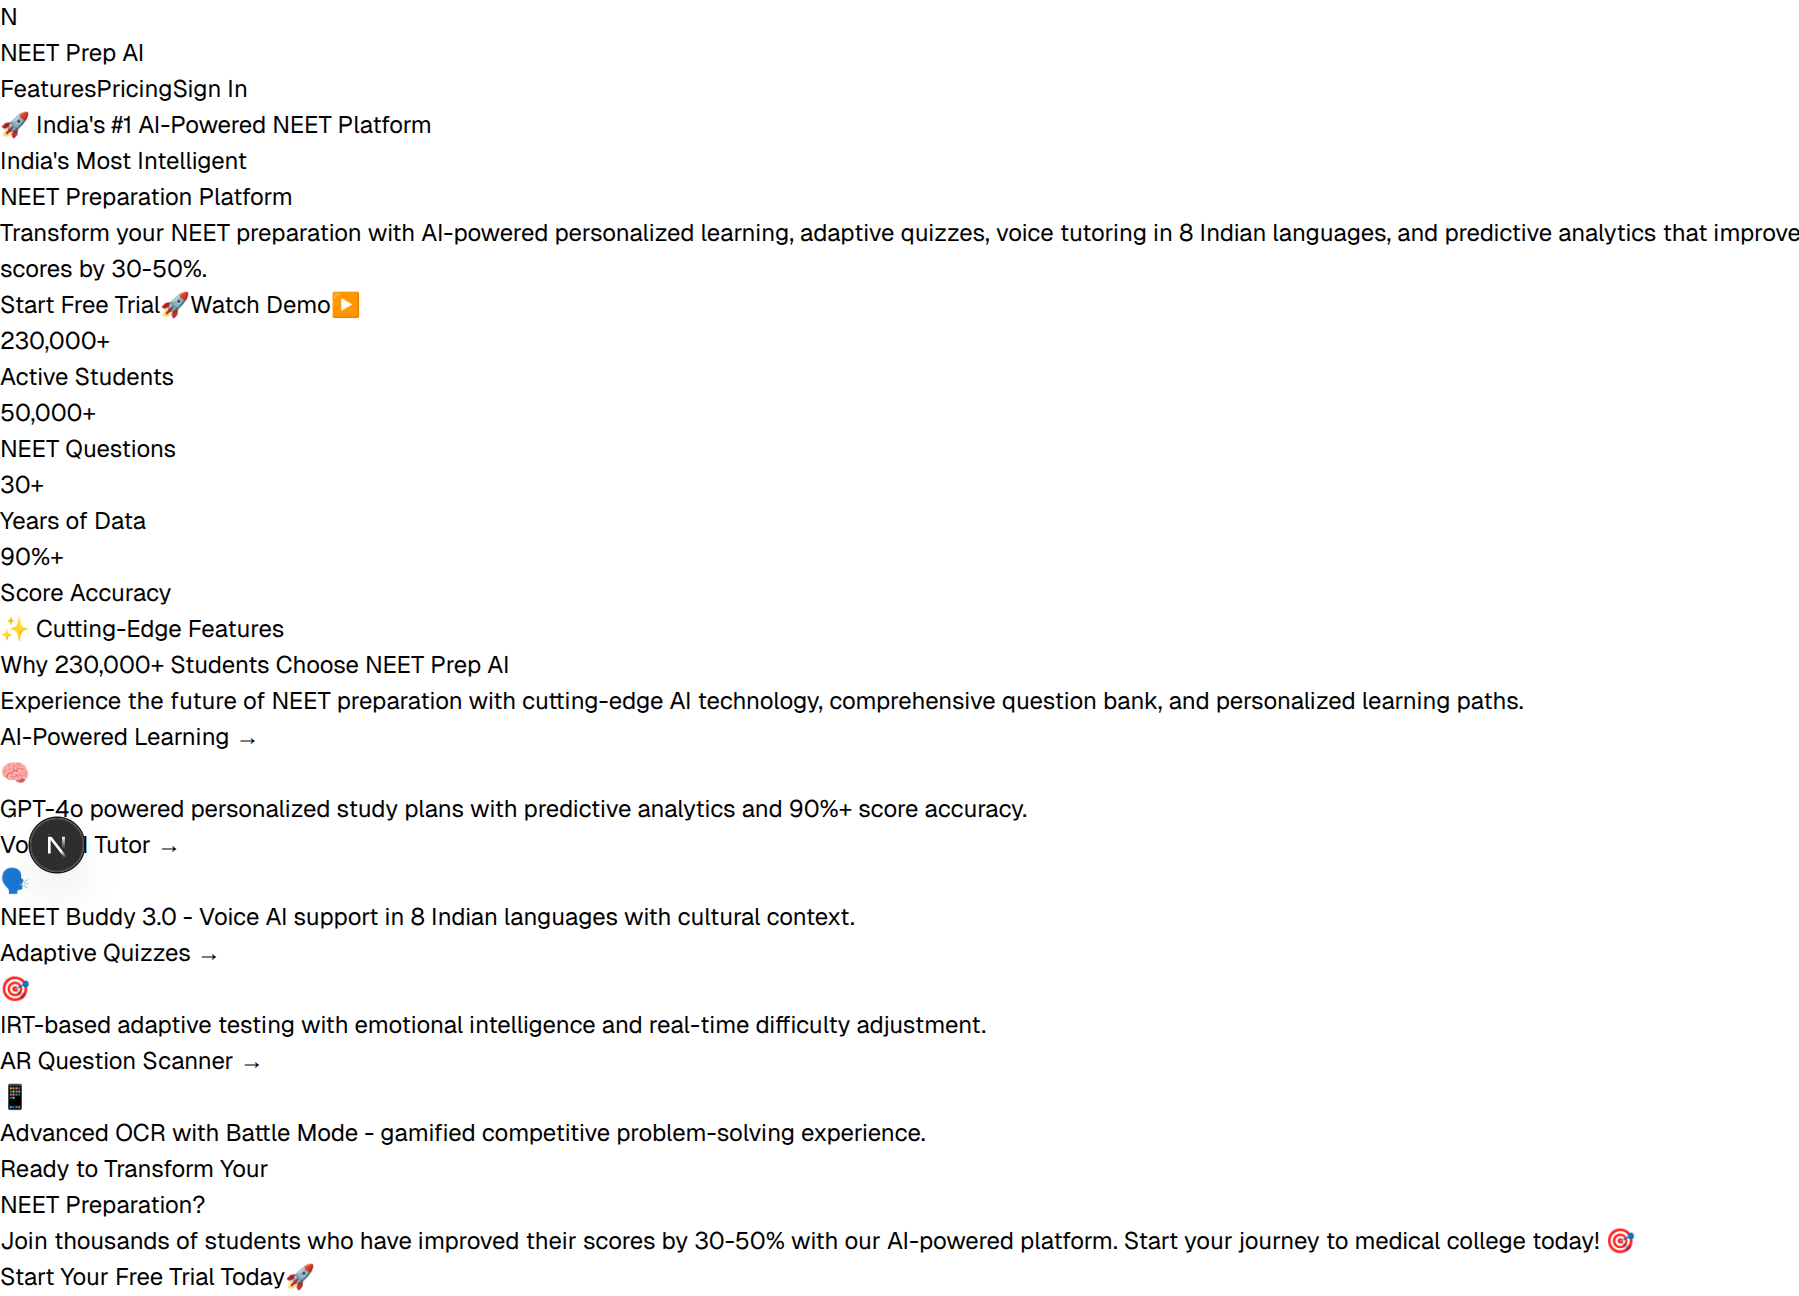 N
NEET Prep AI
FeaturesPricingSign In
🚀 India's #1 AI-Powered NEET Platform
India's Most Intelligent
NEET Preparation Platform
Transform your NEET preparation with AI-powered personalized learning, adaptive quizzes, voice tutoring in 8 Indian languages, and predictive analytics that improve
scores by 30-50%.
Start Free Trial🚀Watch Demo▶️
230,000+
Active Students
50,000+
NEET Questions
30+
Years of Data
90%+
Score Accuracy
✨ Cutting-Edge Features
Why 230,000+ Students Choose NEET Prep AI
Experience the future of NEET preparation with cutting-edge AI technology, comprehensive question bank, and personalized learning paths.
AI-Powered Learning →
🧠
GPT-4o powered personalized study plans with predictive analytics and 90%+ score accuracy.
N Tutor →
🗣️
NEET Buddy 3.0 - Voice AI support in 8 Indian languages with cultural context.
Adaptive Quizzes →
🎯
IRT-based adaptive testing with emotional intelligence and real-time difficulty adjustment.
AR Question Scanner →
📱
Advanced OCR with Battle Mode - gamified competitive problem-solving experience.
Ready to Transform Your
NEET Preparation?
Join thousands of students who have improved their scores by 30-50% with our AI-powered platform. Start your journey to medical college today! 🎯
Start Your Free Trial Today🚀